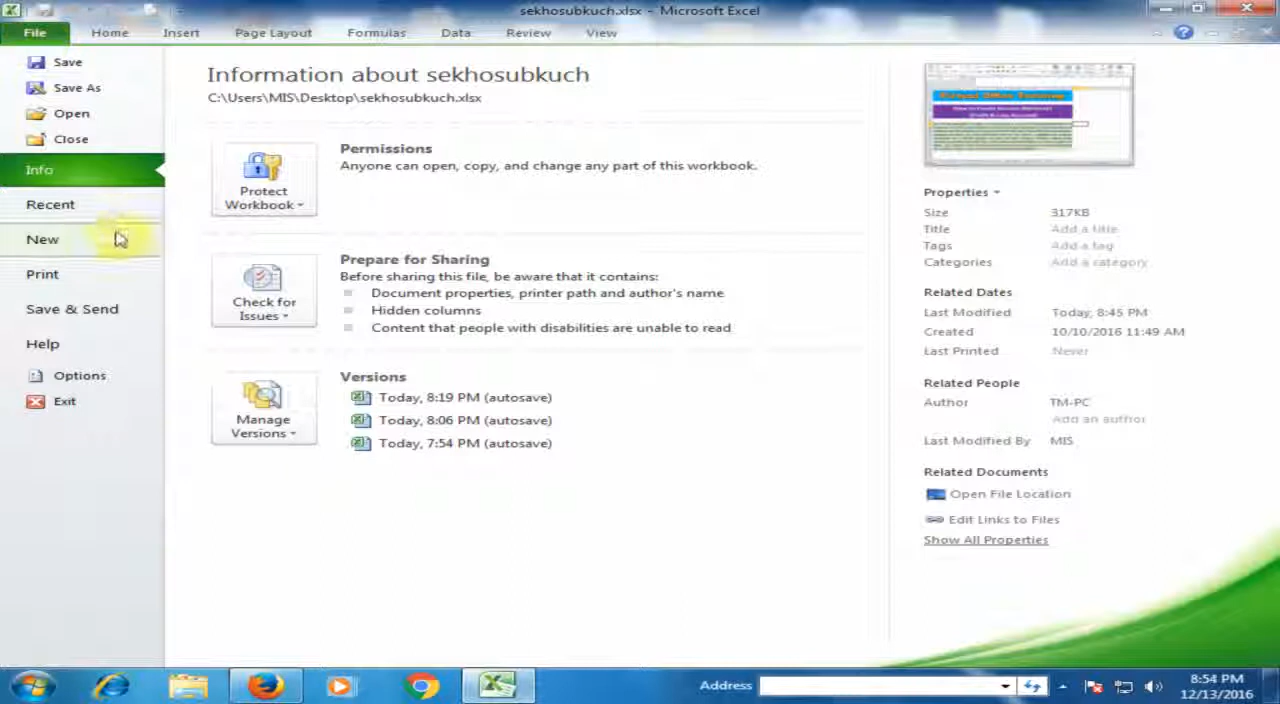 sekhosubkuch.xlsx - Microsoft Excel
File Home Insert Page Layout Formulas Data Review View
Save
Save As
Open
Close
Info
Recent
New
Print
Save & Send
Help
Options
Exit
Information about sekhosubkuch
C:\Users\MIS\Desktop\sekhosubkuch.xlsx
Protect
Workbook
Permissions
Anyone can open, copy, and change any part of this workbook.
Check for
Issues
Prepare for Sharing
Before sharing this file, be aware that it contains:
Document properties, printer path and author's name
Hidden columns
Content that people with disabilities are unable to read
Manage
Versions
Versions
Today, 8:19 PM (autosave)
Today, 8:06 PM (autosave)
Today, 7:54 PM (autosave)
Properties
Size 317KB
Title Add a title
Tags Add a tag
Categories Add a category
Related Dates
Last Modified Today, 8:45 PM
Created 10/10/2016 11:49 AM
Last Printed Never
Related People
Author TM-PC
Add an author
Last Modified By MIS
Related Documents
Open File Location
Edit Links to Files
Show All Properties
Address
8:54 PM
12/13/2016